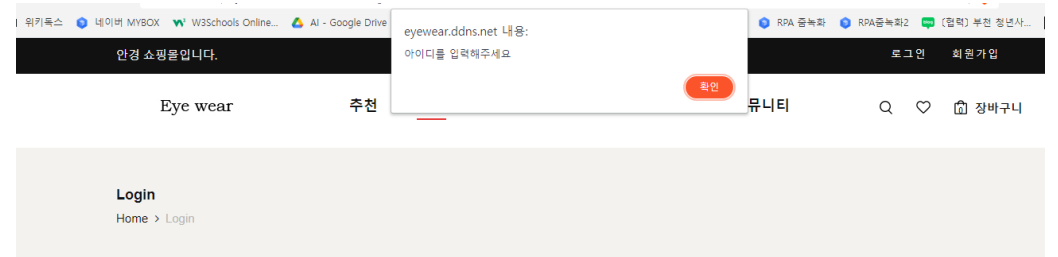 위키독스 네이버 MYBOX W3Schools Online... AI - Google Drive RPA 중녹화 RPA중녹화2 (협력) 부천 청년사...
eyewear.ddns.net 내용:
아이디를 입력해주세요
확인
안경 쇼핑몰입니다. 로그인 회원가입
Eye wear 추천 뮤니티 0 장바구니
Login
Home > Login